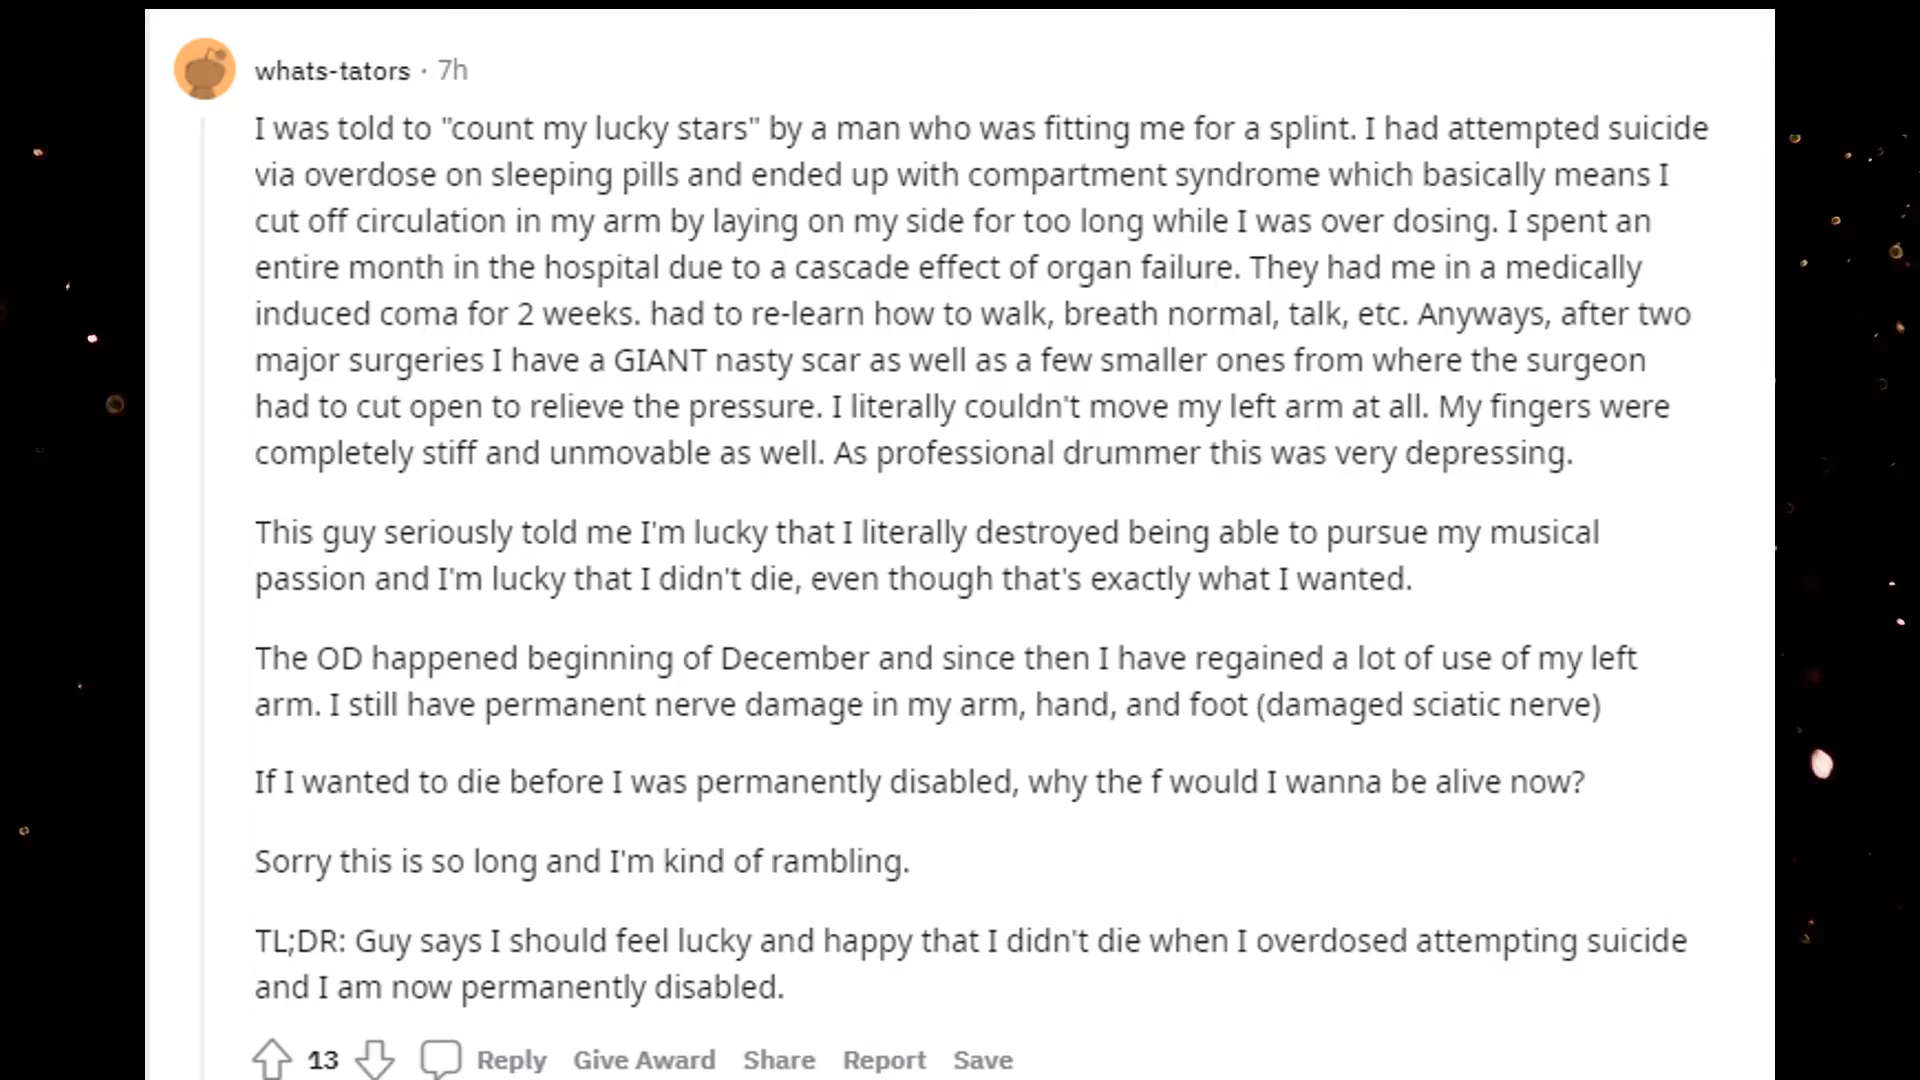 whats-tators · 7h
I was told to "count my lucky stars" by a man who was fitting me for a splint. I had attempted suicide
via overdose on sleeping pills and ended up with compartment syndrome which basically means I
cut off circulation in my arm by laying on my side for too long while I was over dosing. I spent an
entire month in the hospital due to a cascade effect of organ failure. They had me in a medically
induced coma for 2 weeks. had to re-learn how to walk, breath normal, talk, etc. Anyways, after two
major surgeries I have a GIANT nasty scar as well as a few smaller ones from where the surgeon
had to cut open to relieve the pressure. I literally couldn't move my left arm at all. My fingers were
completely stiff and unmovable as well. As professional drummer this was very depressing.
This guy seriously told me I'm lucky that I literally destroyed being able to pursue my musical
passion and I'm lucky that I didn't die, even though that's exactly what I wanted.
The OD happened beginning of December and since then I have regained a lot of use of my left
arm. I still have permanent nerve damage in my arm, hand, and foot (damaged sciatic nerve)
If I wanted to die before I was permanently disabled, why the f would I wanna be alive now?
Sorry this is so long and I'm kind of rambling.
TL;DR: Guy says I should feel lucky and happy that I didn't die when I overdosed attempting suicide
and I am now permanently disabled.
13 Reply Give Award Share Report Save